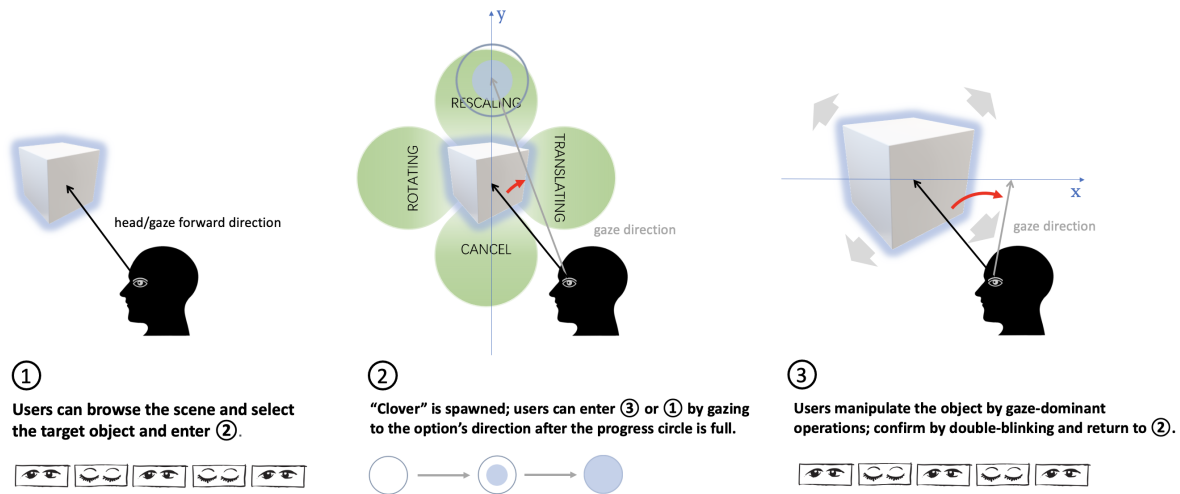 y
RESCALING
ROTATING
TRANSLATING
CANCEL
head/gaze forward direction
gaze direction
x
gaze direction
①
Users can browse the scene and select
the target object and enter ②.
②
“Clover” is spawned; users can enter ③ or ① by gazing
to the option’s direction after the progress circle is full.
③
Users manipulate the object by gaze-dominant
operations; confirm by double-blinking and return to ②.